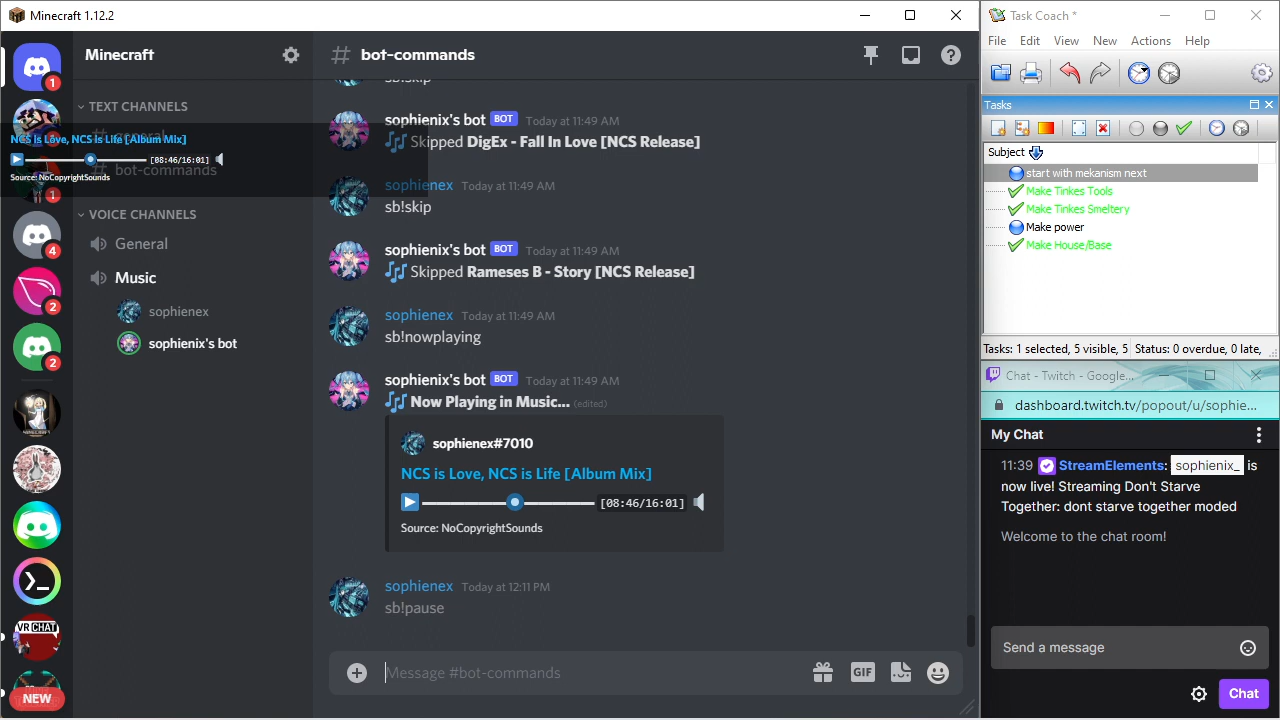 Minecraft 1.12.2
Minecraft
# bot-commands
TEXT CHANNELS
# general
NCS is Love, NCS is Life [Album Mix]
[08:46/16:01]
# bot-commands
Source: NoCopyrightSounds
VOICE CHANNELS
General
Music
sophienex
sophienix's bot
1
1
4
2
2
VR CHAT
NEW
sb!skip
sophienix's bot BOT Today at 11:49 AM
Skipped DigEx - Fall In Love [NCS Release]
sophienex Today at 11:49 AM
sb!skip
sophienix's bot BOT Today at 11:49 AM
Skipped Rameses B - Story [NCS Release]
sophienex Today at 11:49 AM
sb!nowplaying
sophienix's bot BOT Today at 11:49 AM
Now Playing in Music... (edited)
sophienex#7010
NCS is Love, NCS is Life [Album Mix]
[08:46/16:01]
Source: NoCopyrightSounds
sophienex Today at 12:11 PM
sb!pause
Message #bot-commands
GIF
Task Coach *
File Edit View New Actions Help
Tasks
Subject
start with mekanism next
Make Tinkes Tools
Make Tinkes Smeltery
Make power
Make House/Base
Tasks: 1 selected, 5 visible, 5 Status: 0 overdue, 0 late,
Chat - Twitch - Google...
dashboard.twitch.tv/popout/u/sophie...
My Chat
11:39 StreamElements: sophienix_ is
now live! Streaming Don't Starve
Together: dont starve together moded
Welcome to the chat room!
Send a message
Chat